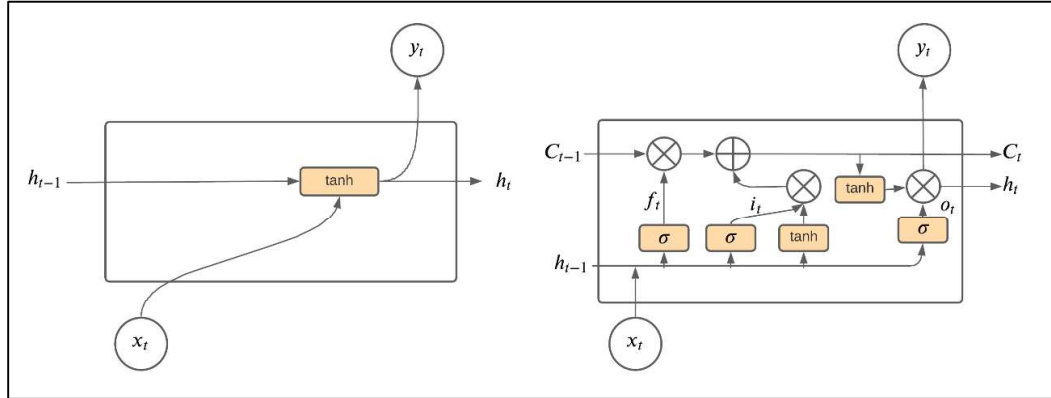 y_t
h_{t-1}
tanh
h_t
x_t
y_t
C_{t-1}
C_t
tanh
h_t
f_t
i_t
o_t
σ
σ
tanh
σ
h_{t-1}
x_t